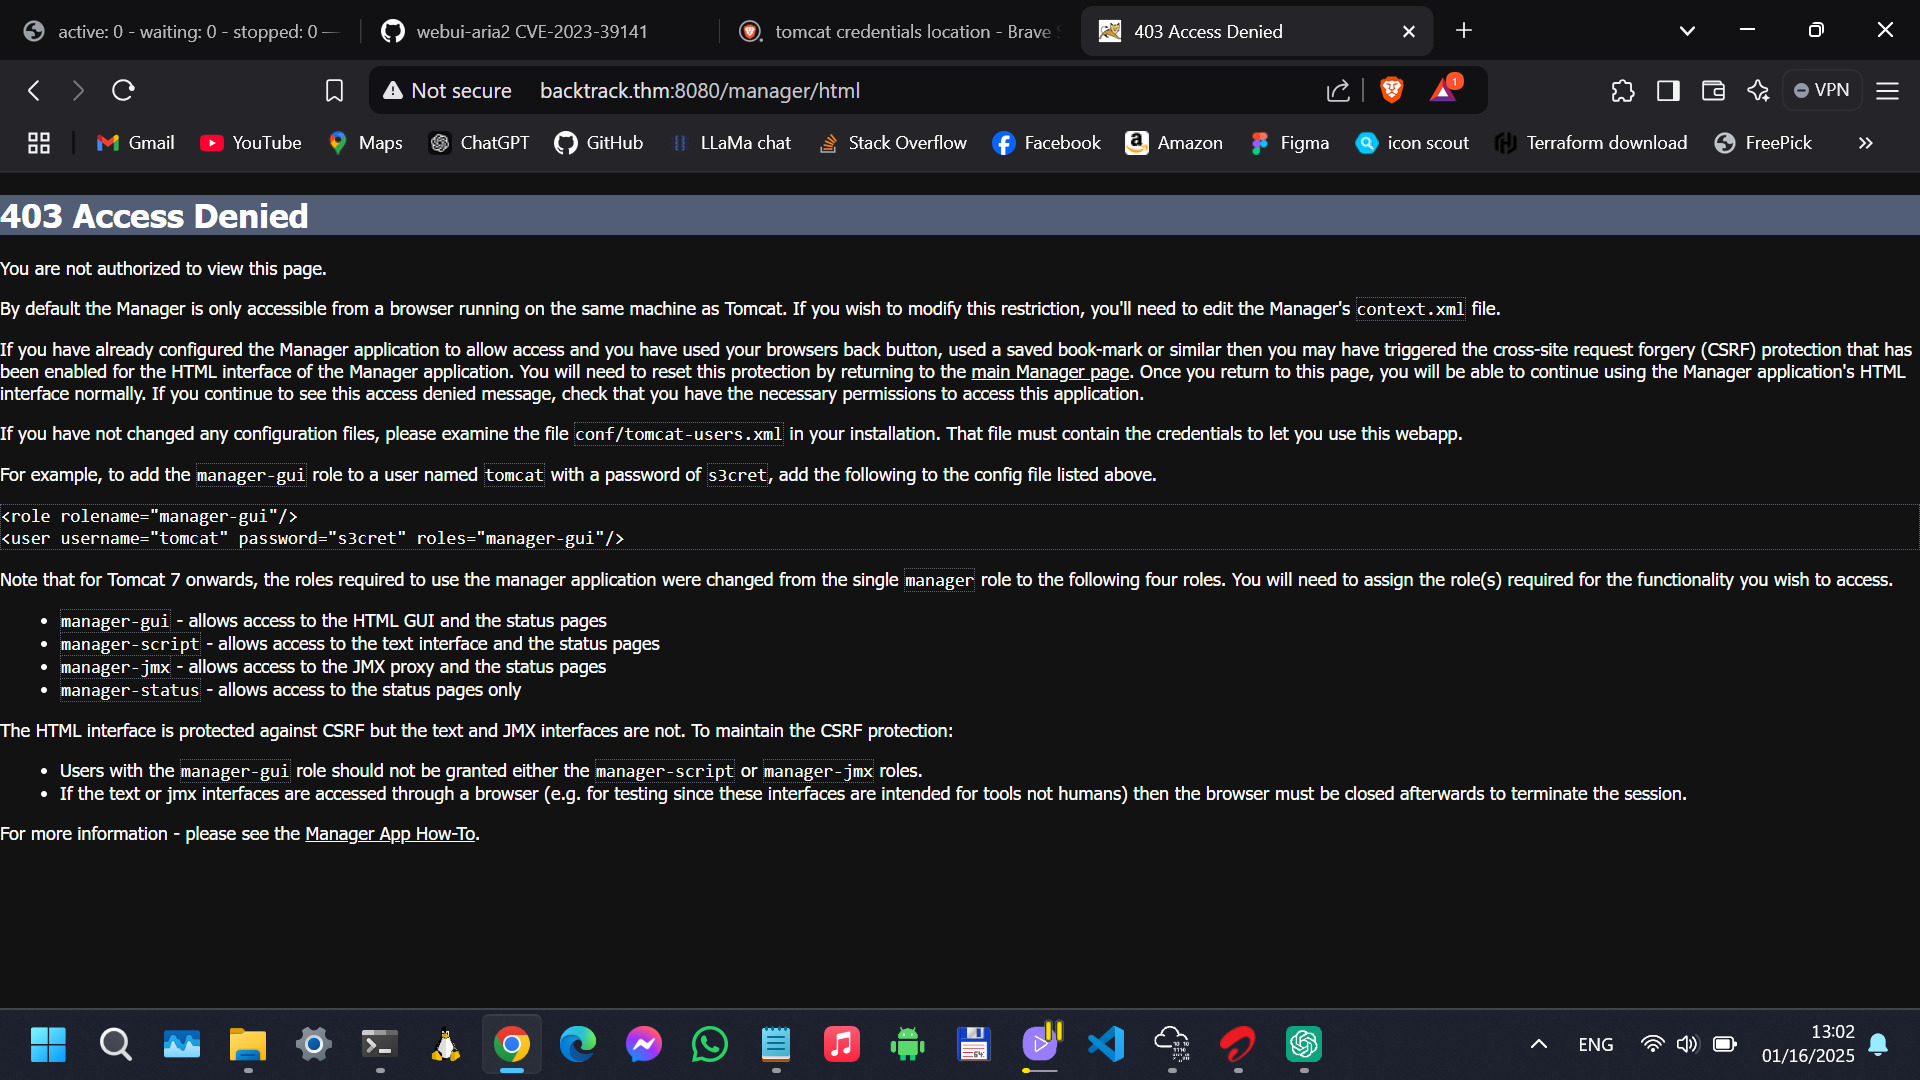 active: 0 - waiting: 0 - stopped: 0 —
webui-aria2 CVE-2023-39141
tomcat credentials location - Brave
403 Access Denied
Not secure
backtrack.thm:8080/manager/html
1
VPN
Gmail
YouTube
Maps
ChatGPT
GitHub
LLaMa chat
Stack Overflow
Facebook
Amazon
Figma
icon scout
Terraform download
FreePick
403 Access Denied
You are not authorized to view this page.
By default the Manager is only accessible from a browser running on the same machine as Tomcat. If you wish to modify this restriction, you'll need to edit the Manager's context.xml file.
If you have already configured the Manager application to allow access and you have used your browsers back button, used a saved book-mark or similar then you may have triggered the cross-site request forgery (CSRF) protection that has
been enabled for the HTML interface of the Manager application. You will need to reset this protection by returning to the main Manager page. Once you return to this page, you will be able to continue using the Manager application's HTML
interface normally. If you continue to see this access denied message, check that you have the necessary permissions to access this application.
If you have not changed any configuration files, please examine the file conf/tomcat-users.xml in your installation. That file must contain the credentials to let you use this webapp.
For example, to add the manager-gui role to a user named tomcat with a password of s3cret, add the following to the config file listed above.
<role rolename="manager-gui"/>
<user username="tomcat" password="s3cret" roles="manager-gui"/>
Note that for Tomcat 7 onwards, the roles required to use the manager application were changed from the single manager role to the following four roles. You will need to assign the role(s) required for the functionality you wish to access.
• manager-gui - allows access to the HTML GUI and the status pages
• manager-script - allows access to the text interface and the status pages
• manager-jmx - allows access to the JMX proxy and the status pages
• manager-status - allows access to the status pages only
The HTML interface is protected against CSRF but the text and JMX interfaces are not. To maintain the CSRF protection:
• Users with the manager-gui role should not be granted either the manager-script or manager-jmx roles.
• If the text or jmx interfaces are accessed through a browser (e.g. for testing since these interfaces are intended for tools not humans) then the browser must be closed afterwards to terminate the session.
For more information - please see the Manager App How-To.
ENG
13:02
01/16/2025